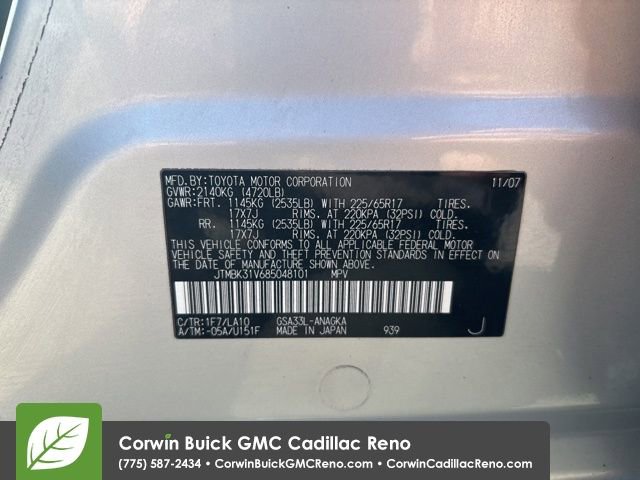 MFD.BY:TOYOTA MOTOR CORPORATION 11/07
GVWR:2140KG (4720LB)
GAWR:FRT. 1145KG (2535LB) WITH 225/65R17 TIRES.
17X7J RIMS. AT 220KPA (32PSI) COLD.
RR. 1145KG (2535LB) WITH 225/65R17 TIRES.
17X7J RIMS. AT 220KPA (32PSI) COLD.
THIS VEHICLE CONFORMS TO ALL APPLICABLE FEDERAL MOTOR
VEHICLE SAFETY AND THEFT PREVENTION STANDARDS IN EFFECT
ON THE DATE OF MANUFACTURE SHOWN ABOVE.
JTMBK31V685048101 MPV
C/TR:1F7/LA10 GSA33L-ANAGKA
A/TM:-05A/U151F MADE IN JAPAN 939 J
Corwin Buick GMC Cadillac Reno
(775) 587-2434 • CorwinBuickGMCReno.com • CorwinCadillacReno.com